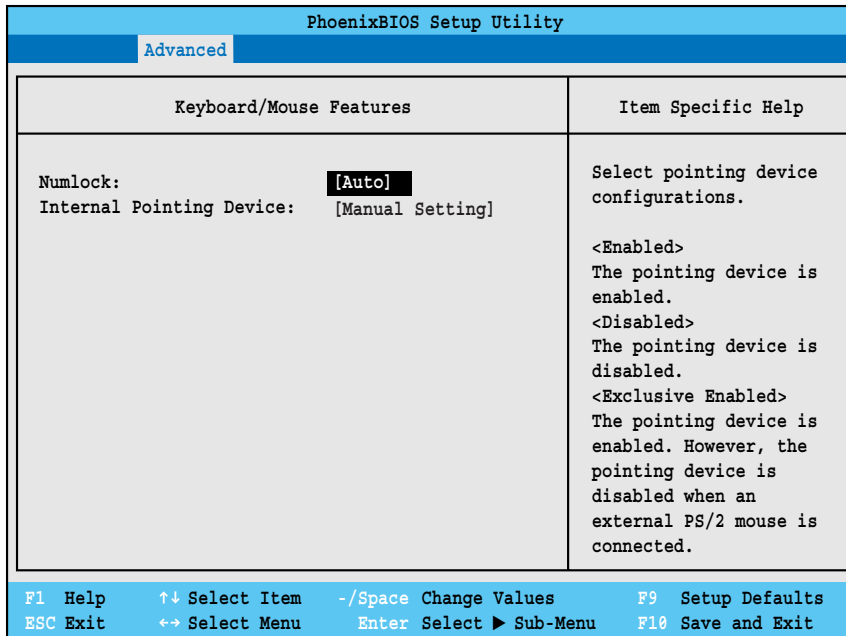 PhoenixBIOS Setup Utility
Advanced
Keyboard/Mouse Features
Item Specific Help
Numlock: [Auto]
Internal Pointing Device: [Manual Setting]
Select pointing device
configurations.
<Enabled>
The pointing device is
enabled.
<Disabled>
The pointing device is
disabled.
<Exclusive Enabled>
The pointing device is
enabled. However, the
pointing device is
disabled when an
external PS/2 mouse is
connected.
F1 Help ↑↓ Select Item -/Space Change Values F9 Setup Defaults
ESC Exit ←→ Select Menu Enter Select ▶ Sub-Menu F10 Save and Exit